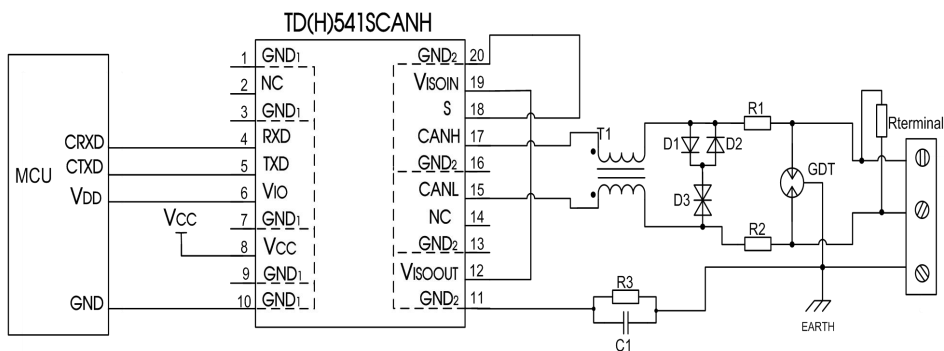 TD(H)541SCANH
MCU
CRXD
CTXD
VDD
GND
VCC
1 GND1
2 NC
3 GND1
4 RXD
5 TXD
6 VIO
7 GND1
8 VCC
9 GND1
10 GND1
GND2 20
VISOIN 19
S 18
CANH 17
GND2 16
CANL 15
NC 14
GND2 13
VISOOUT 12
GND2 11
T1
D1
D2
D3
R1
R2
GDT
Rterminal
R3
C1
EARTH